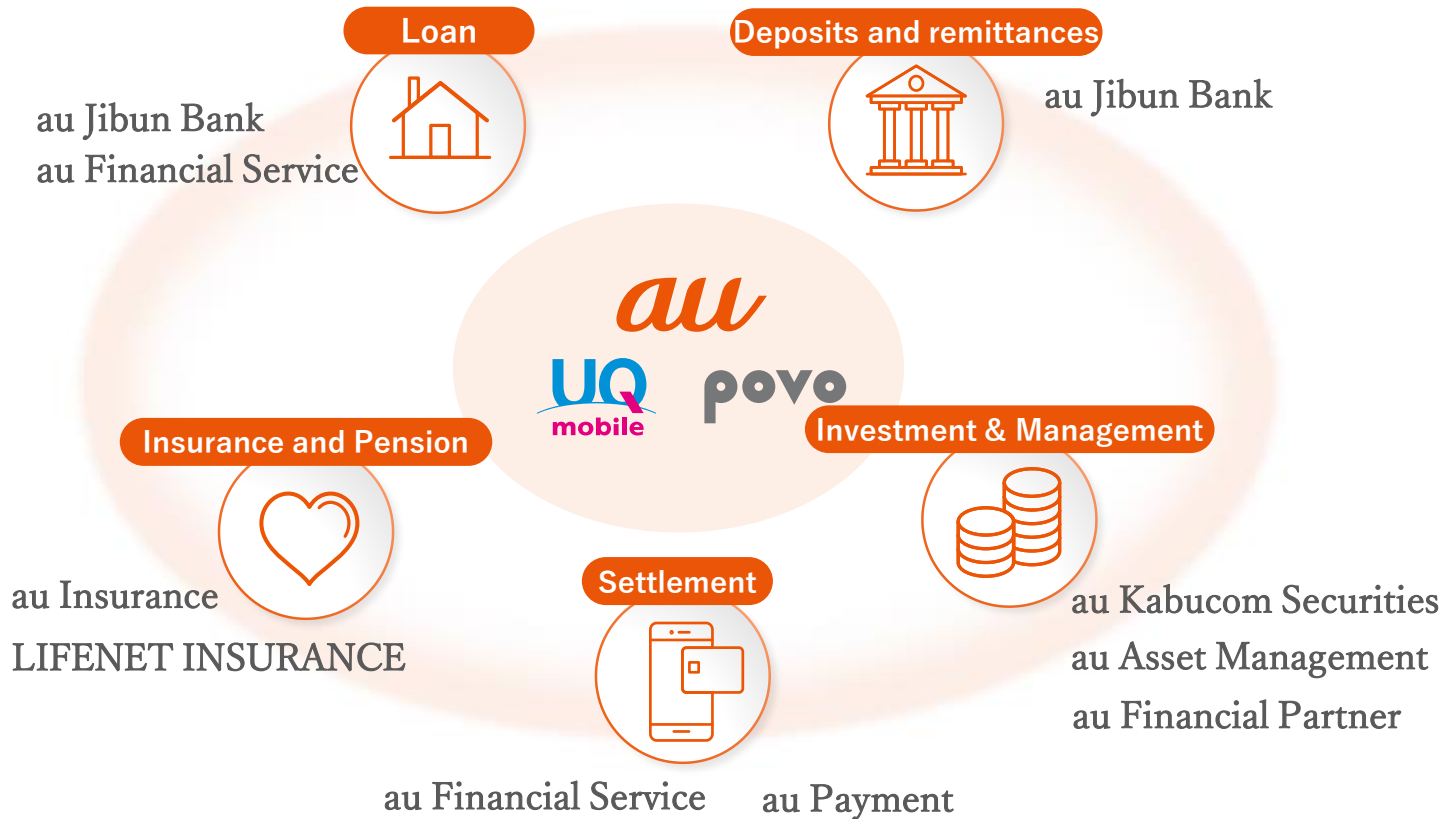 Loan
au Jibun Bank
au Financial Service
Deposits and remittances
au Jibun Bank
au
UQ
mobile
povo
Insurance and Pension
au Insurance
LIFENET INSURANCE
Investment & Management
au Kabucom Securities
au Asset Management
au Financial Partner
Settlement
au Financial Service
au Payment